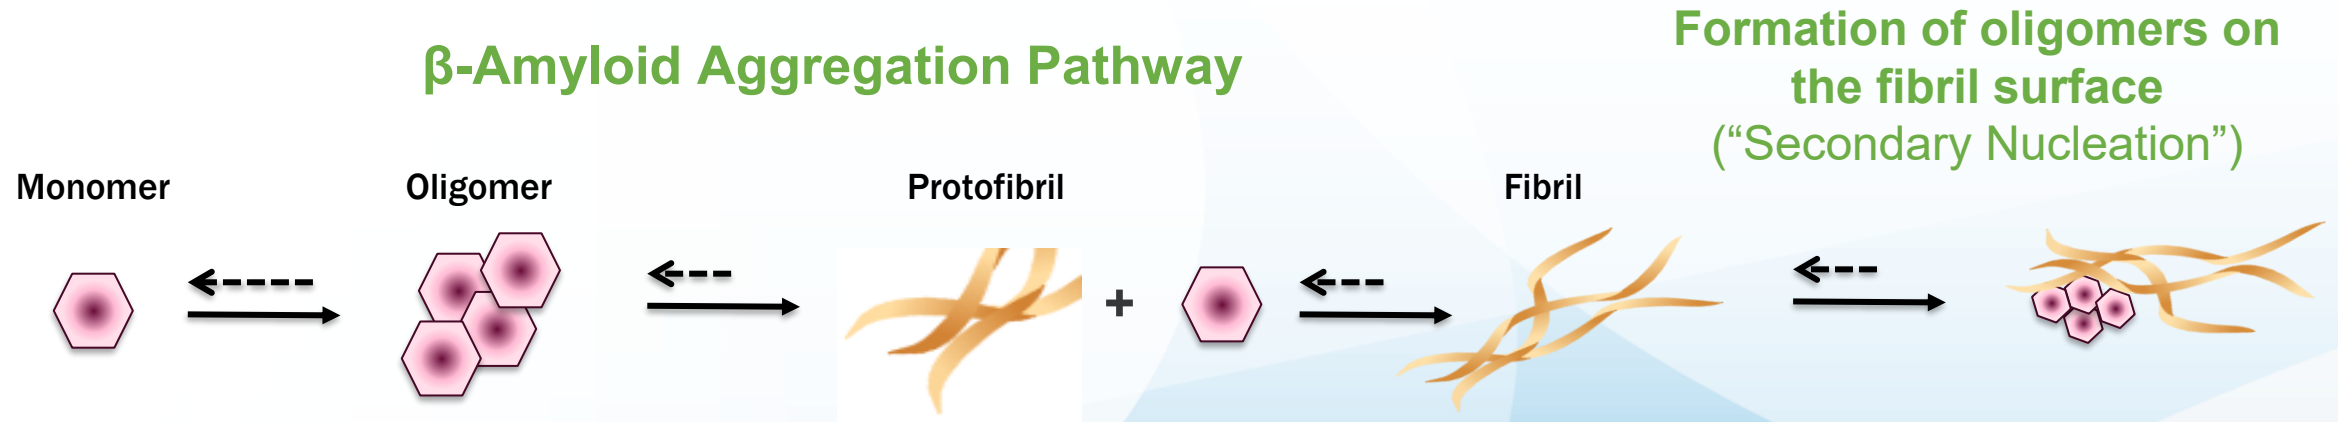 β-Amyloid Aggregation Pathway
Formation of oligomers on
the fibril surface
(“Secondary Nucleation”)
Monomer
Oligomer
Protofibril
Fibril
+